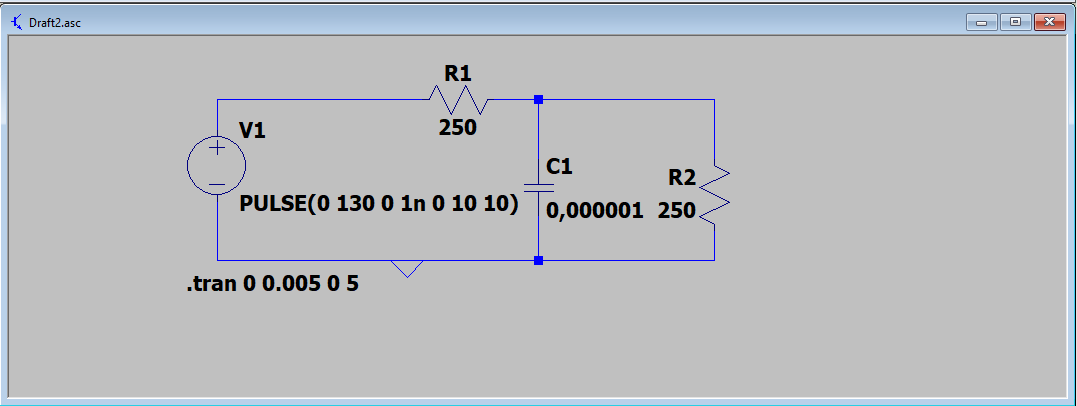 Draft2.asc
R1
250
V1
PULSE(0 130 0 1n 0 10 10)
C1
0,000001
R2
250
.tran 0 0.005 0 5